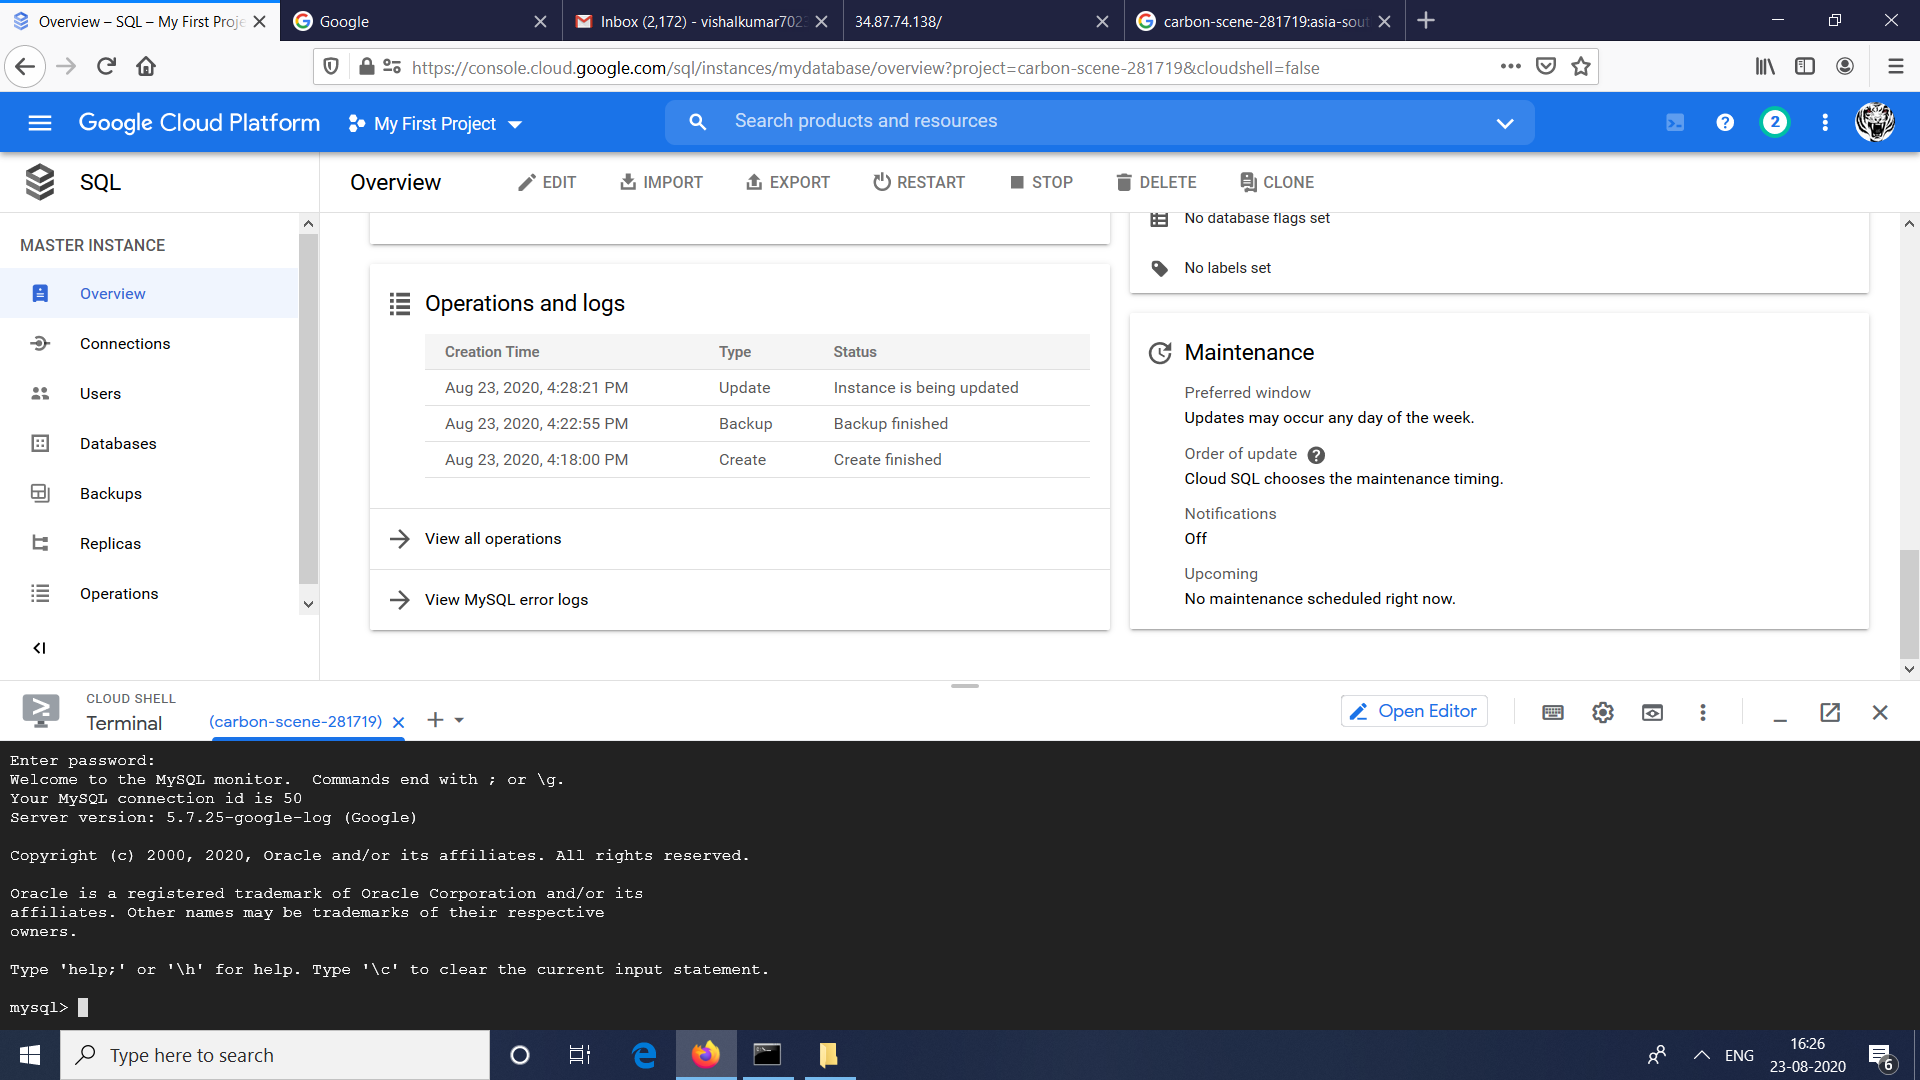 Overview – SQL – My First Proje
Google
Inbox (2,172) - vishalkumar702
34.87.74.138/
carbon-scene-281719:asia-sout
https://console.cloud.google.com/sql/instances/mydatabase/overview?project=carbon-scene-281719&cloudshell=false
Google Cloud Platform
My First Project
Search products and resources
2
SQL
Overview
EDIT
IMPORT
EXPORT
RESTART
STOP
DELETE
CLONE
MASTER INSTANCE
Overview
Connections
Users
Databases
Backups
Replicas
Operations
No database flags set
No labels set
Operations and logs
Creation Time Type Status
Aug 23, 2020, 4:28:21 PM Update Instance is being updated
Aug 23, 2020, 4:22:55 PM Backup Backup finished
Aug 23, 2020, 4:18:00 PM Create Create finished
View all operations
View MySQL error logs
Maintenance
Preferred window
Updates may occur any day of the week.
Order of update
Cloud SQL chooses the maintenance timing.
Notifications
Off
Upcoming
No maintenance scheduled right now.
CLOUD SHELL
Terminal
(carbon-scene-281719)
Open Editor
Enter password:
Welcome to the MySQL monitor.  Commands end with ; or \g.
Your MySQL connection id is 50
Server version: 5.7.25-google-log (Google)
Copyright (c) 2000, 2020, Oracle and/or its affiliates. All rights reserved.
Oracle is a registered trademark of Oracle Corporation and/or its
affiliates. Other names may be trademarks of their respective
owners.
Type 'help;' or '\h' for help. Type '\c' to clear the current input statement.
mysql>
Type here to search
ENG
16:26
23-08-2020
6